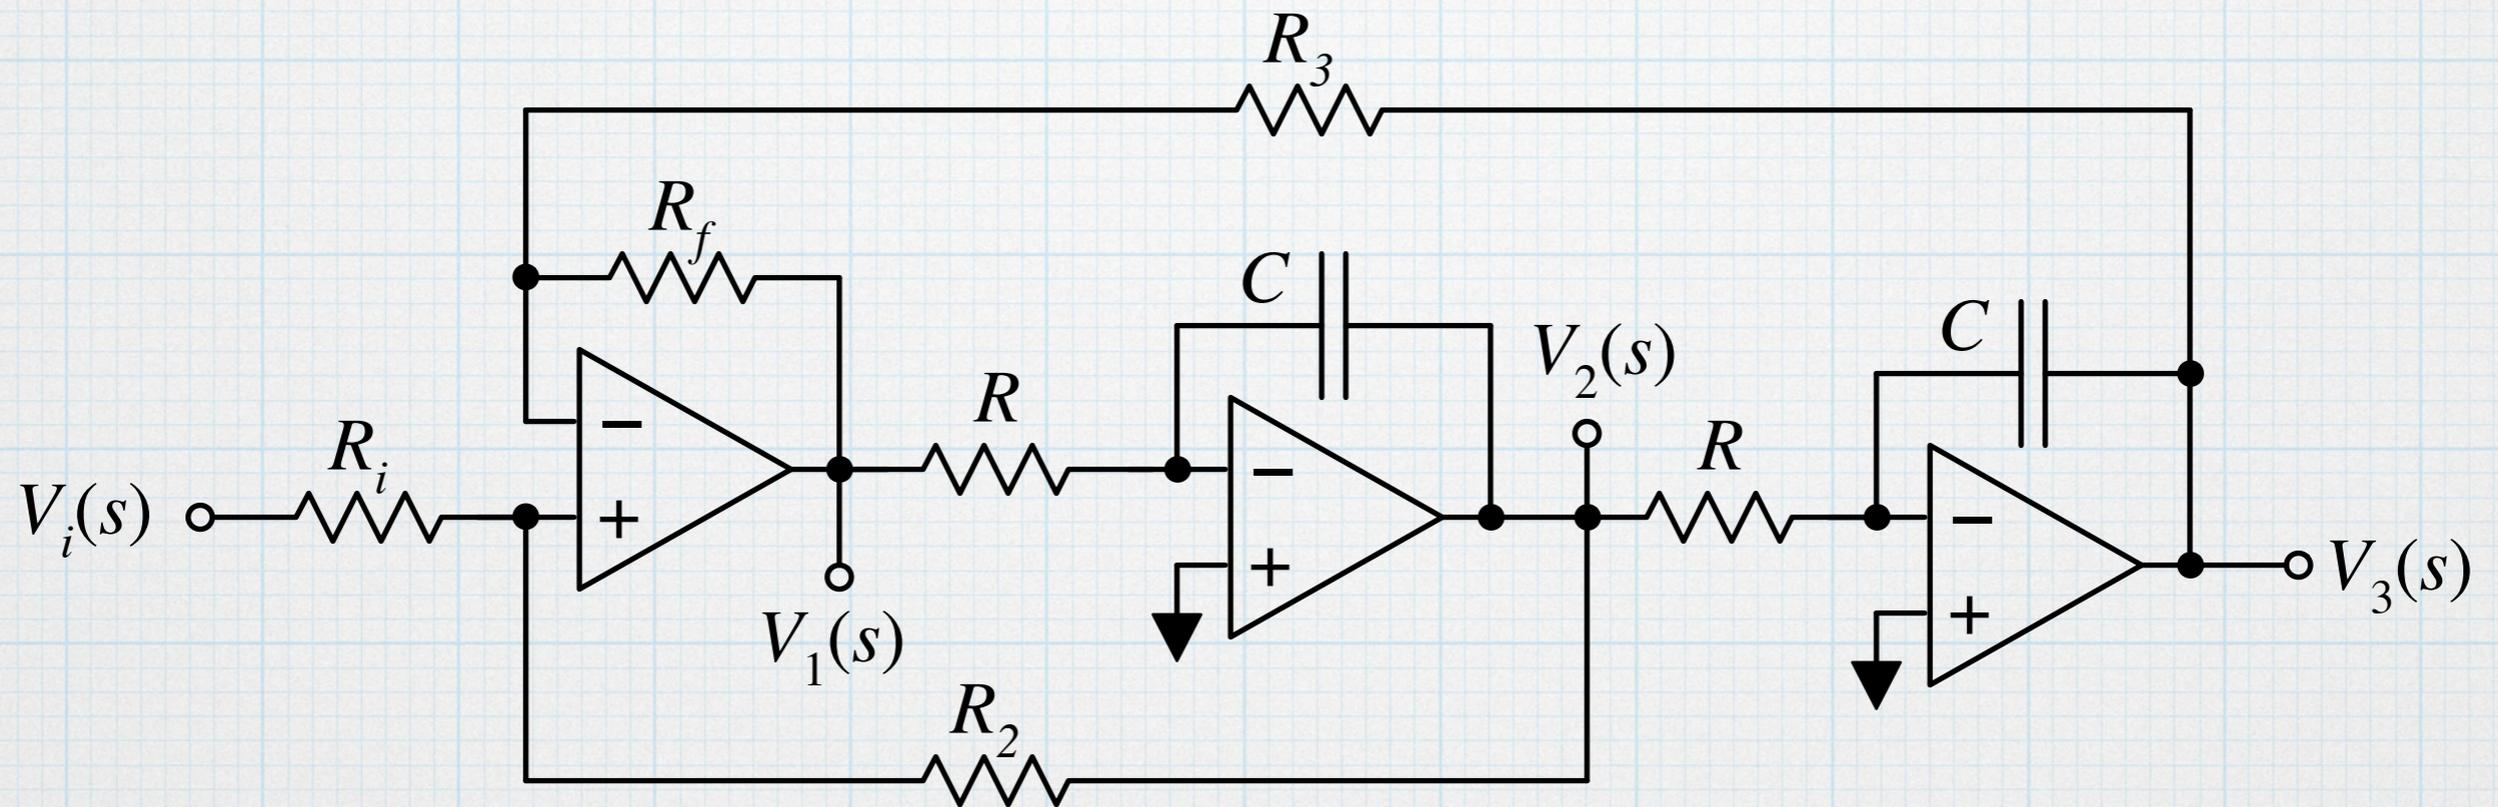 R3
Rf
C
C
V2(s)
R
R
Ri
Vi(s)
−
+
−
+
−
+
V1(s)
V3(s)
R2